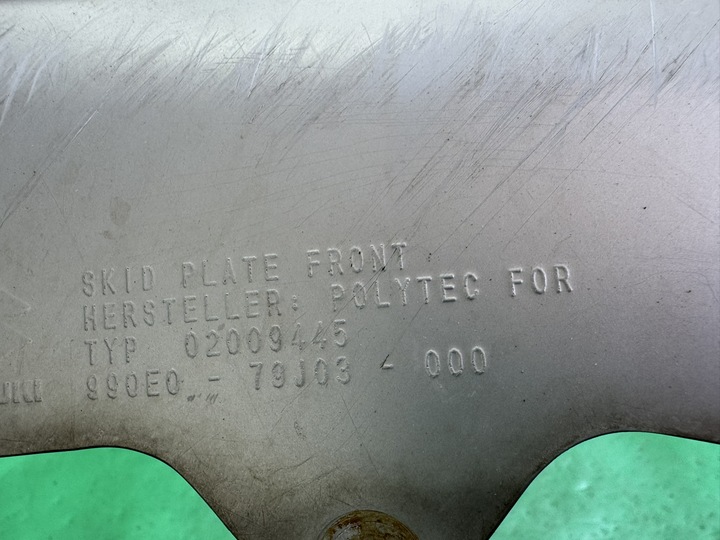 SKID PLATE FRONT
HERSTELLER: POLYTEC FOR
TYP 02009445
990E0 - 79J03 - 000